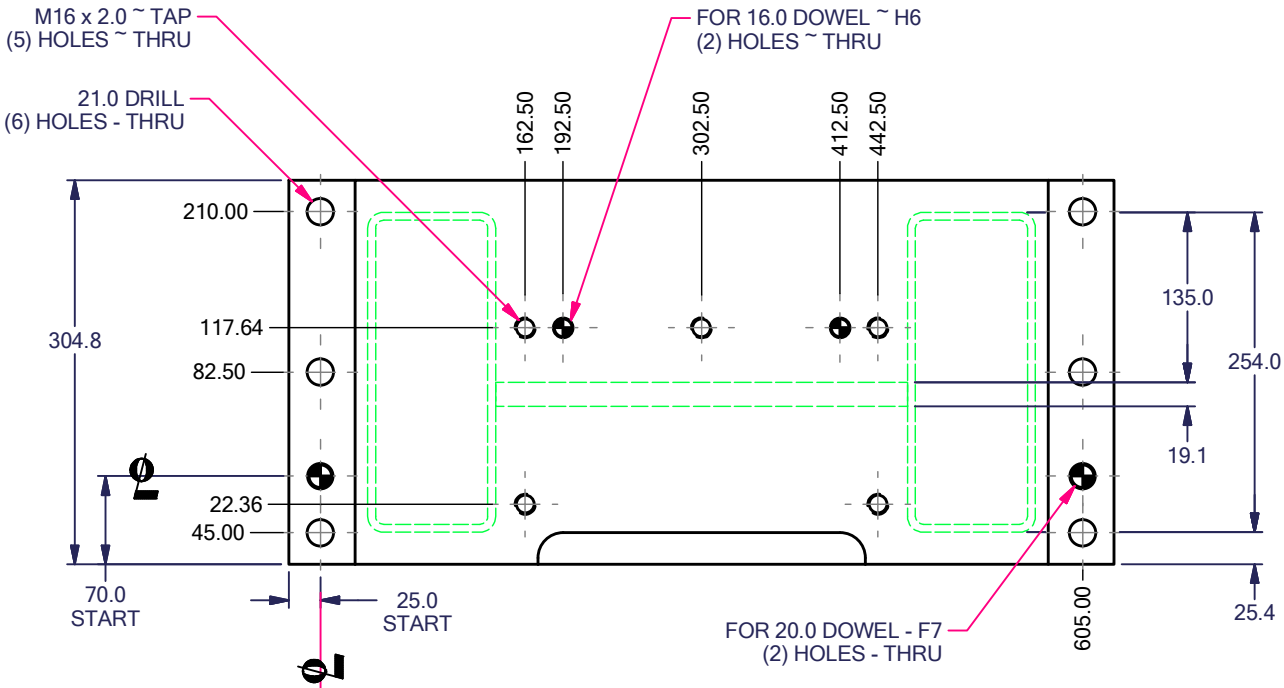 M16 x 2.0 ~ TAP
(5) HOLES ~ THRU
FOR 16.0 DOWEL ~ H6
(2) HOLES ~ THRU
21.0 DRILL
(6) HOLES - THRU
162.50
192.50
302.50
412.50
442.50
210.00
117.64
82.50
22.36
45.00
304.8
135.0
254.0
19.1
25.4
70.0
START
25.0
START
0
0
FOR 20.0 DOWEL - F7
(2) HOLES - THRU
605.00